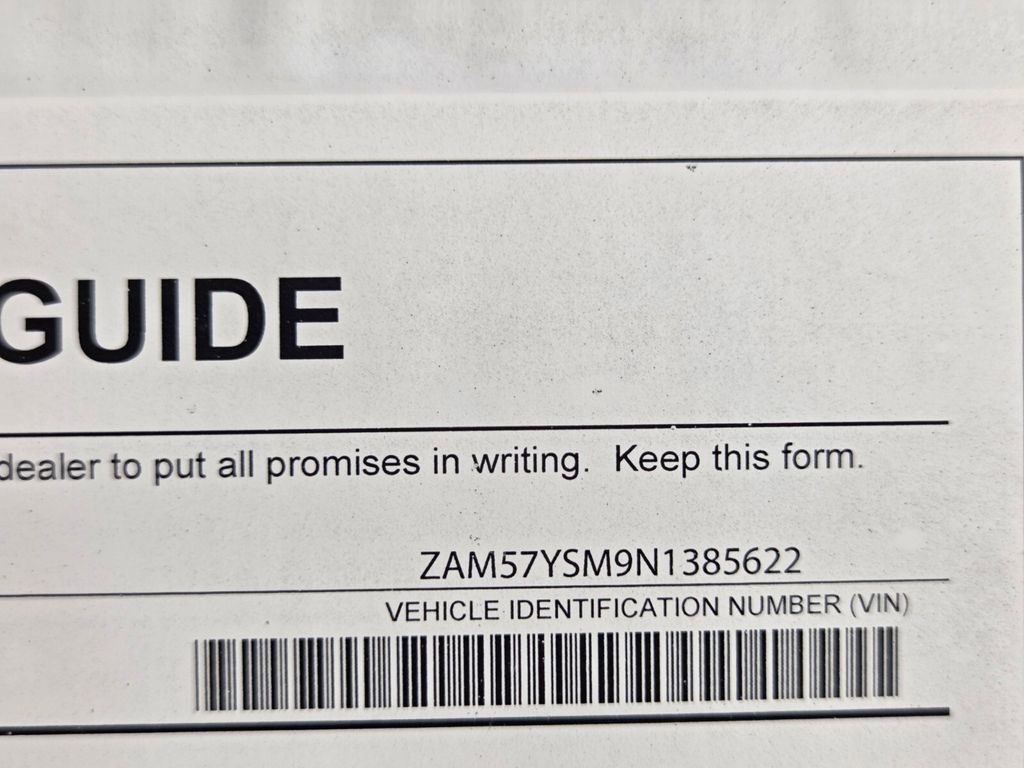 GUIDE
dealer to put all promises in writing. Keep this form.
ZAM57YSM9N1385622
VEHICLE IDENTIFICATION NUMBER (VIN)